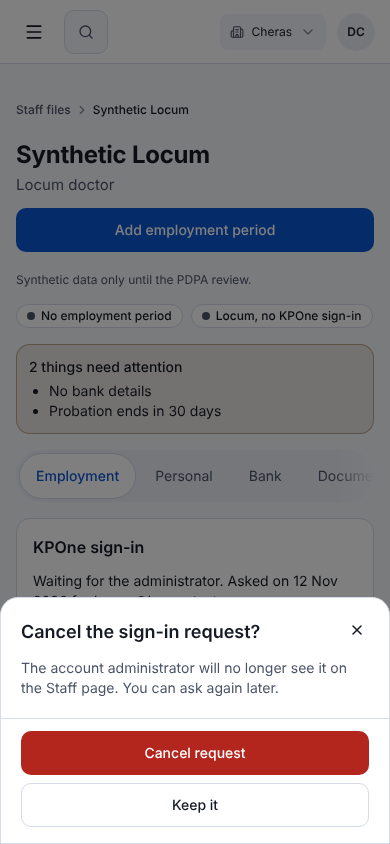 Cheras
DC
Staff files > Synthetic Locum
Synthetic Locum
Locum doctor
Add employment period
Synthetic data only until the PDPA review.
No employment period
Locum, no KPOne sign-in
2 things need attention
• No bank details
• Probation ends in 30 days
Employment
Personal
Bank
Docume
KPOne sign-in
Waiting for the administrator. Asked on 12 Nov
Cancel the sign-in request?
The account administrator will no longer see it on
the Staff page. You can ask again later.
Cancel request
Keep it